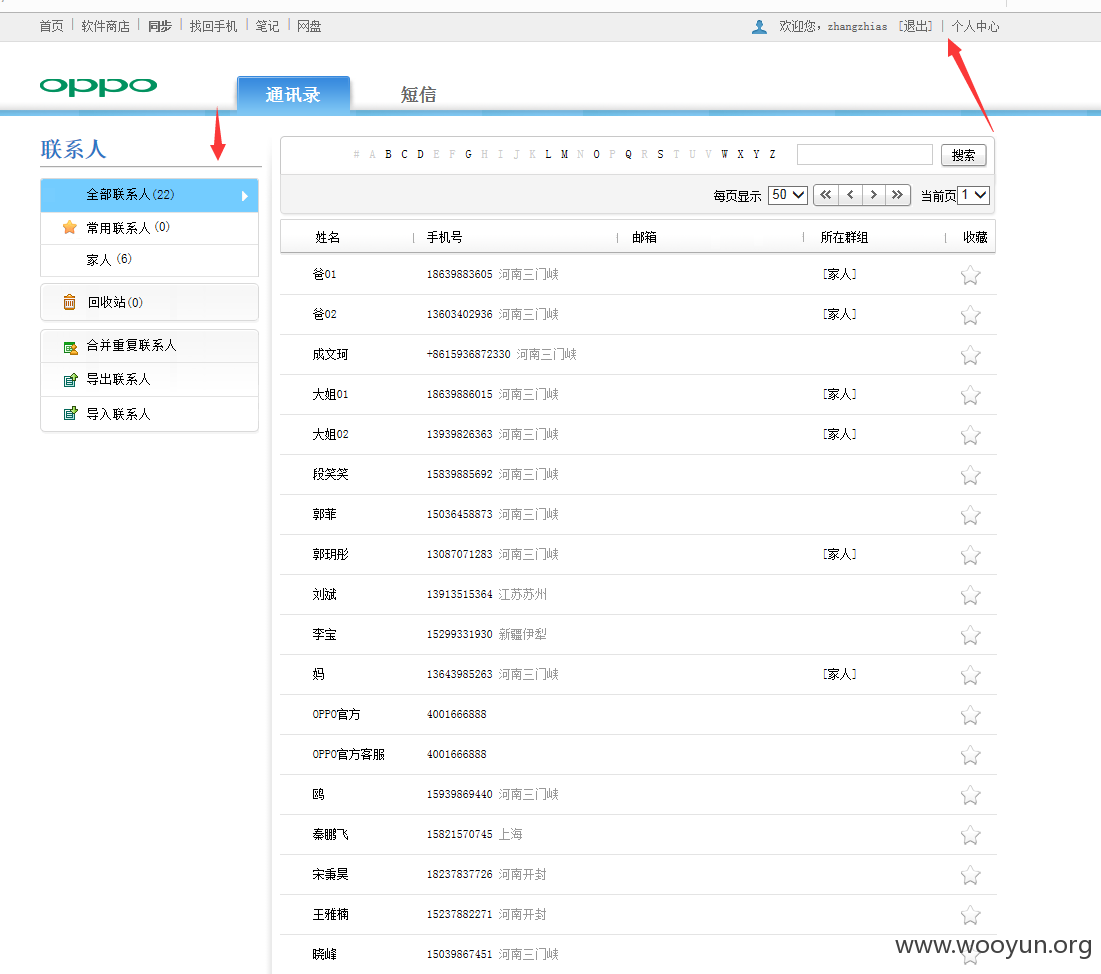 首页 | 软件商店 | 同步 | 找回手机 | 笔记 | 网盘 欢迎您，zhangzhias [退出] | 个人中心
oppo 通讯录 短信
联系人
# A B C D E F G H I J K L M N O P Q R S T U V W X Y Z 搜索
全部联系人(22)
每页显示 50 当前页 1
常用联系人(0)
家人(6)
姓名 手机号 邮箱 所在群组 收藏
爸01 18639883605 河南三门峡 [家人]
回收站(0)
爸02 13603402936 河南三门峡 [家人]
合并重复联系人
成文珂 +8615936872330 河南三门峡
导出联系人
大姐01 18639886015 河南三门峡 [家人]
导入联系人
大姐02 13939826363 河南三门峡 [家人]
段笑笑 15839885692 河南三门峡
郭菲 15036458873 河南三门峡
郭玥彤 13087071283 河南三门峡 [家人]
刘斌 13913515364 江苏苏州
李宝 15299331930 新疆伊犁
妈 13643985263 河南三门峡 [家人]
OPPO官方 4001666888
OPPO官方客服 4001666888
鸥 15939869440 河南三门峡
秦鹏飞 15821570745 上海
宋秉昊 18237837726 河南开封
王雅楠 15237882271 河南开封
晓峰 15039867451 河南三门峡
www.wooyun.org